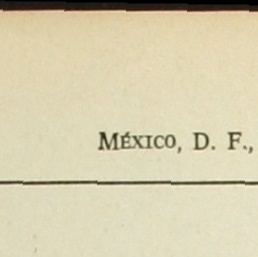 MÉXICO, D. F.,